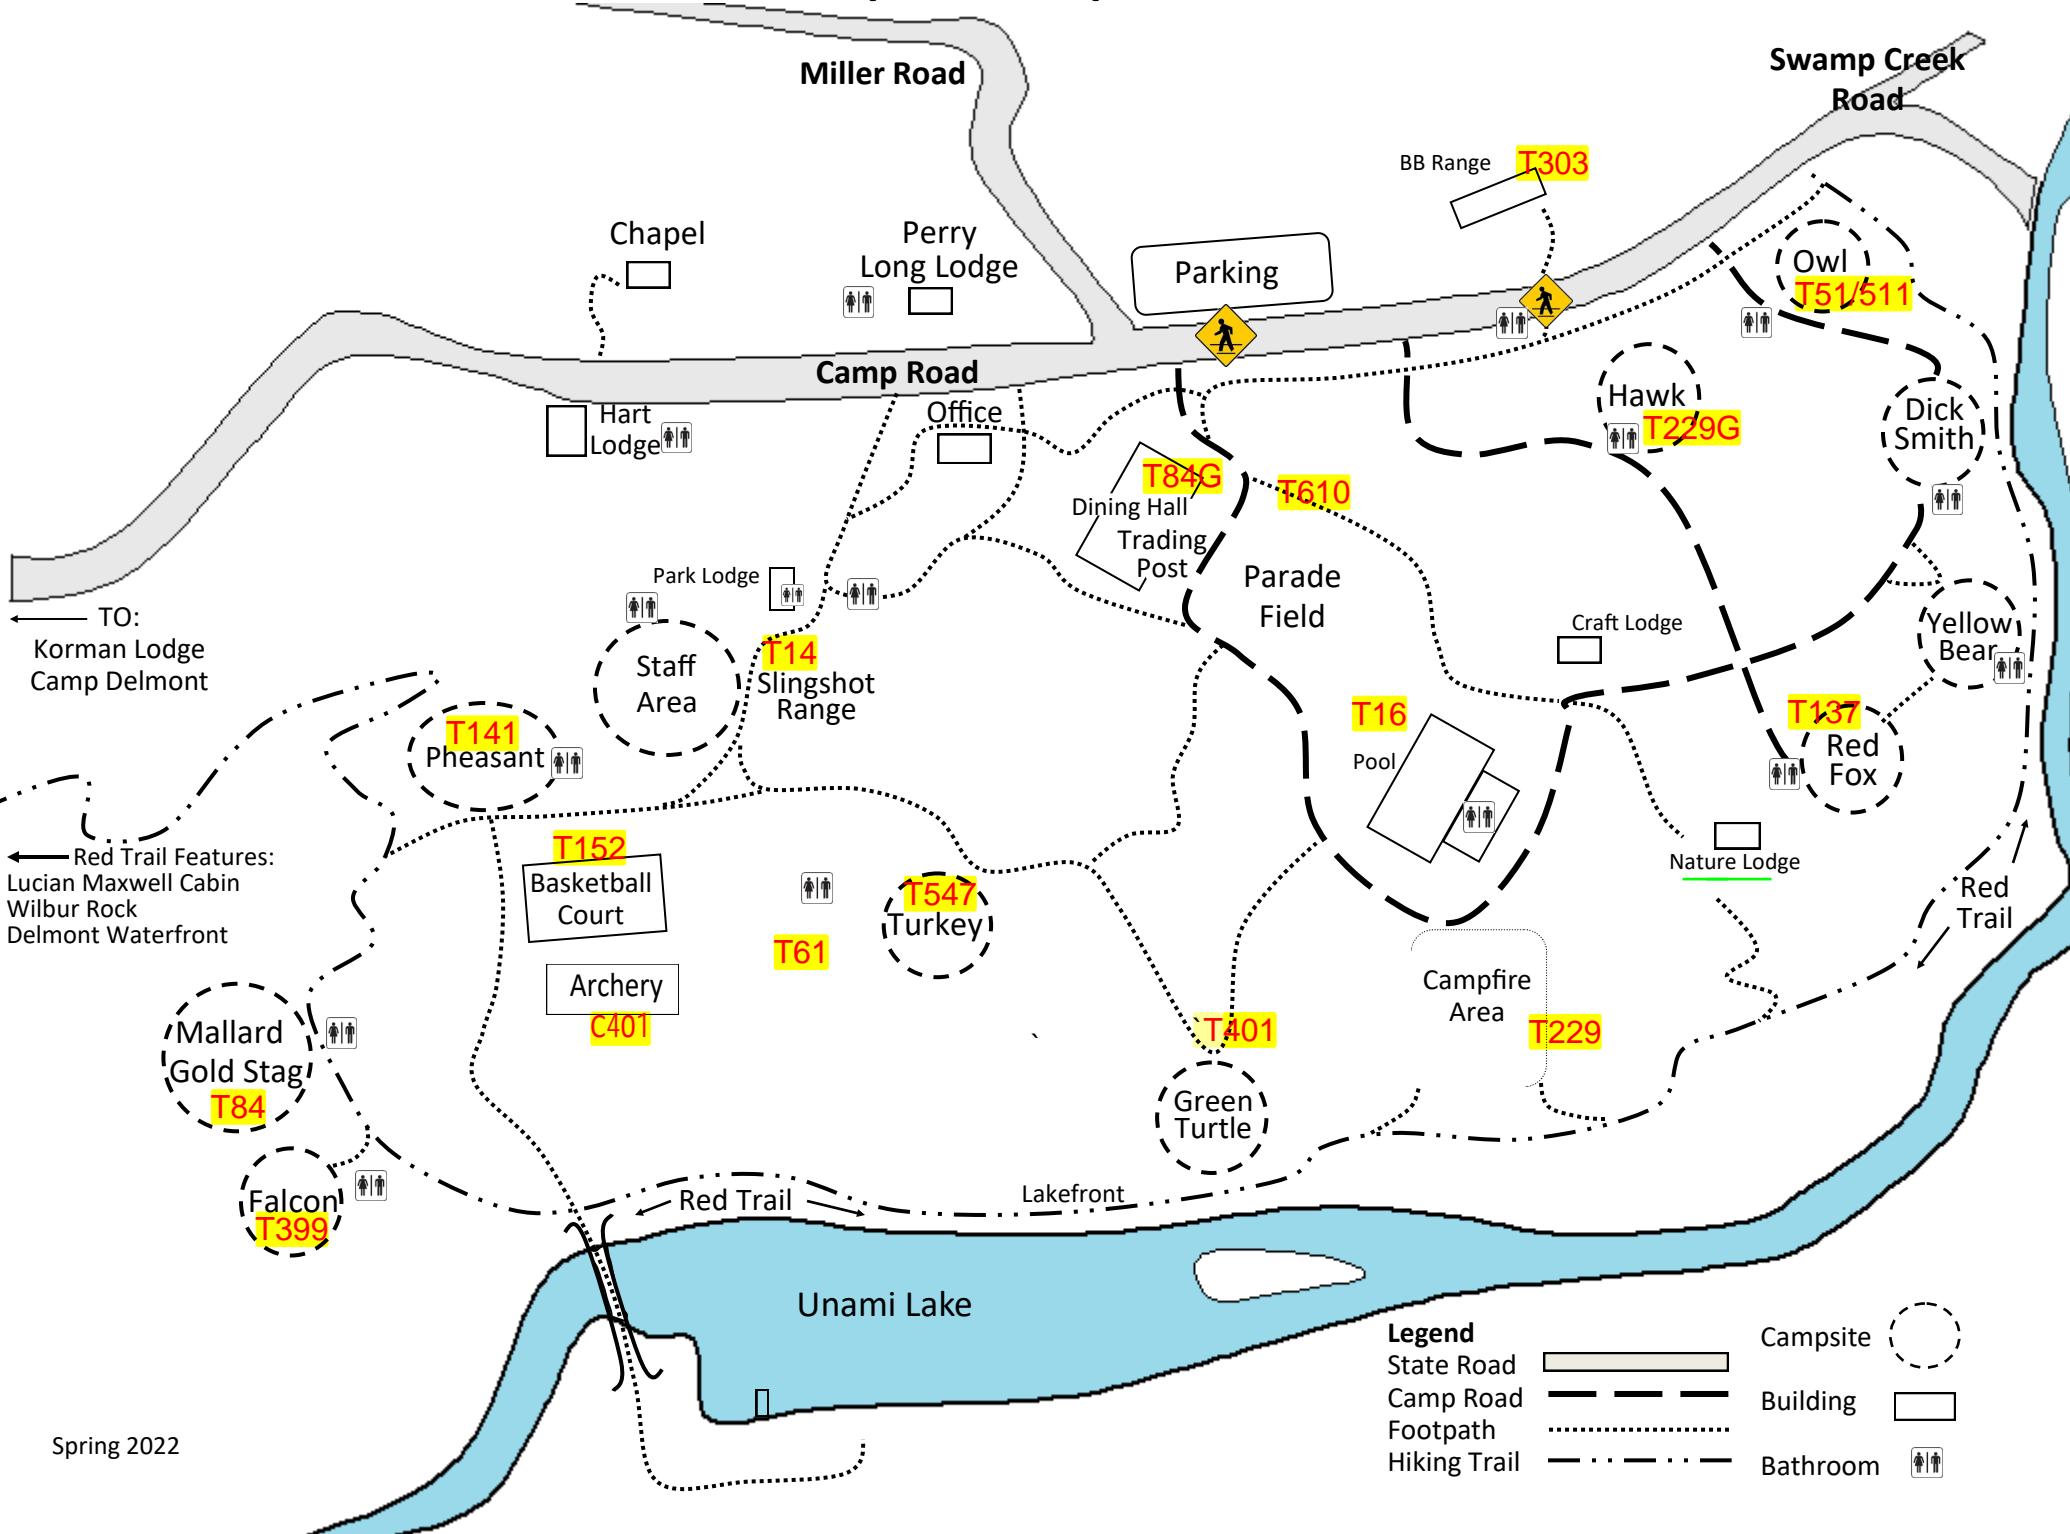 Miller Road
Swamp Creek
Road
BB Range
T303
Chapel
Perry
Long Lodge
Parking
Owl
T51/511
Camp Road
Hart
Lodge
Office
Hawk
T229G
Dick
Smith
T84G
Dining Hall
Trading
Post
T610
Parade
Field
Park Lodge
TO:
Korman Lodge
Camp Delmont
Staff
Area
T14
Slingshot
Range
Craft Lodge
Yellow
Bear
T141
Pheasant
T16
Pool
T137
Red
Fox
Nature Lodge
Red Trail Features:
Lucian Maxwell Cabin
Wilbur Rock
Delmont Waterfront
T152
Basketball
Court
T547
Turkey
Red
Trail
T61
Archery
C401
Campfire
Area
T229
Mallard
Gold Stag
T84
`T401
Green
Turtle
`
Falcon
T399
Red Trail
Lakefront
Unami Lake
Legend
State Road
Camp Road
Footpath
Hiking Trail
Campsite
Building
Bathroom
Spring 2022